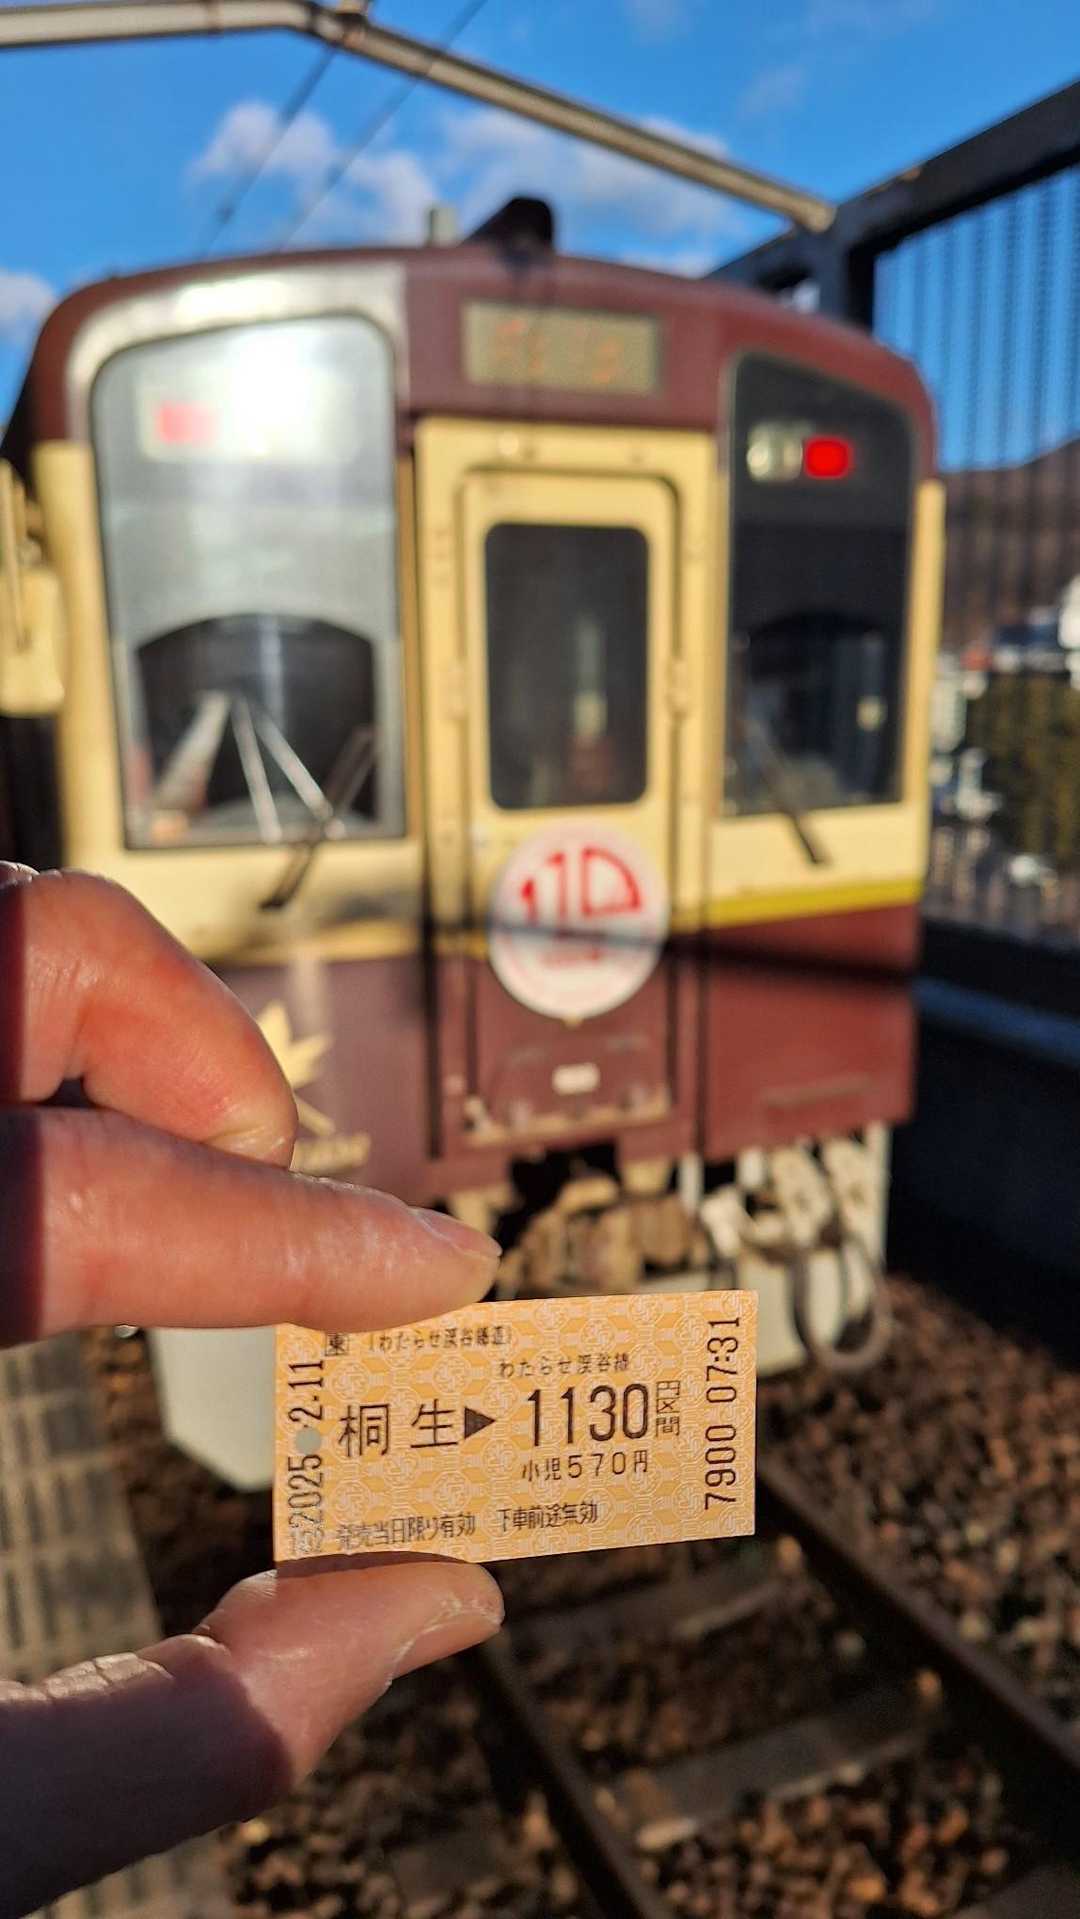 東 (わたらせ渓谷鐵道)
わたらせ渓谷線
桐生▶1130円区間
小児570円
発売当日限り有効 下車前途無効
2025.-2.11
7900 07:31